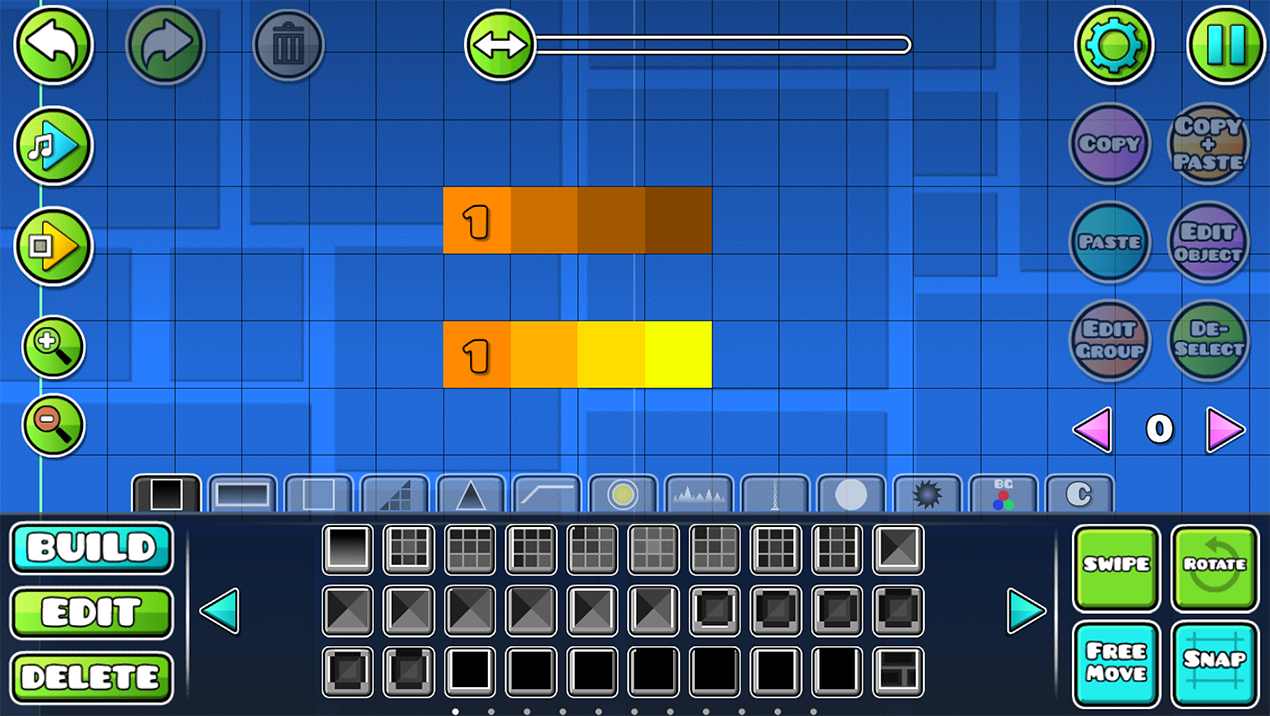 COPY
COPY
+
PASTE
PASTE
EDIT
OBJECT
1
1
EDIT
GROUP
DE-
SELECT
0
BG
C
BUILD
EDIT
DELETE
SWIPE
ROTATE
FREE
MOVE
SNAP